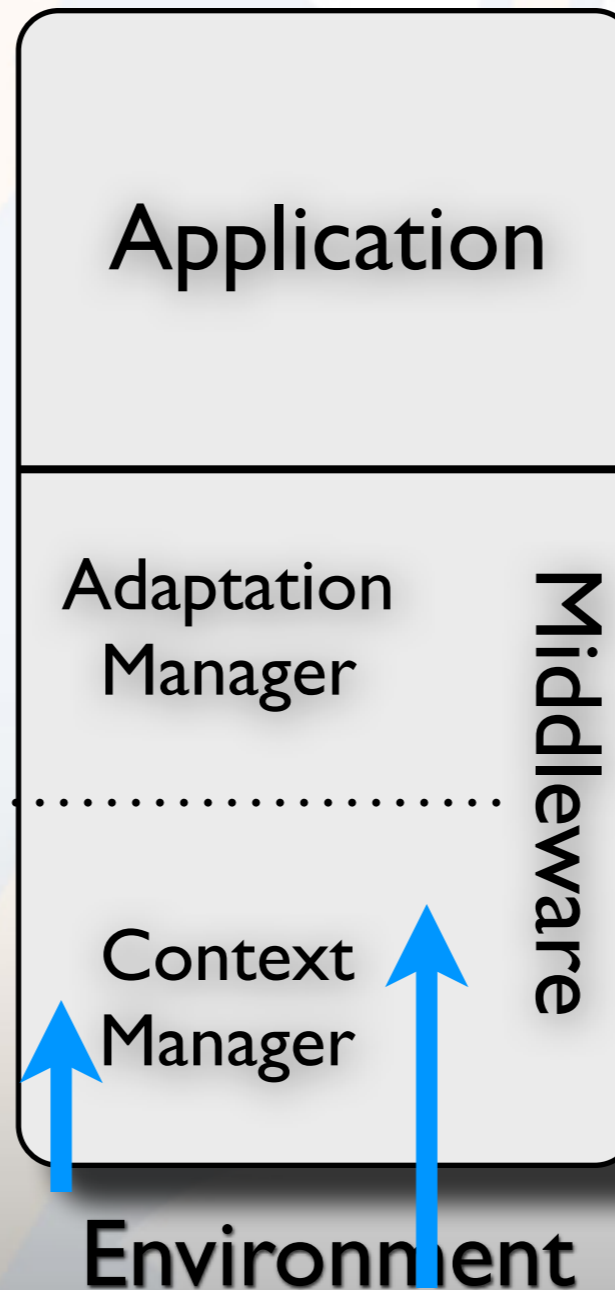 Application
Adaptation
Manager
Middleware
Context
Manager
Environment